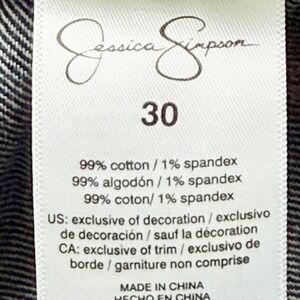 Jessica Simpson
30
99% cotton / 1% spandex
99% algodón / 1% spandex
99% coton / 1% spandex
US: exclusive of decoration / exclusivo
de decoración / sauf la décoration
CA: exclusive of trim / exclusivo de
borde / garniture non comprise
MADE IN CHINA
HECHO EN CHINA